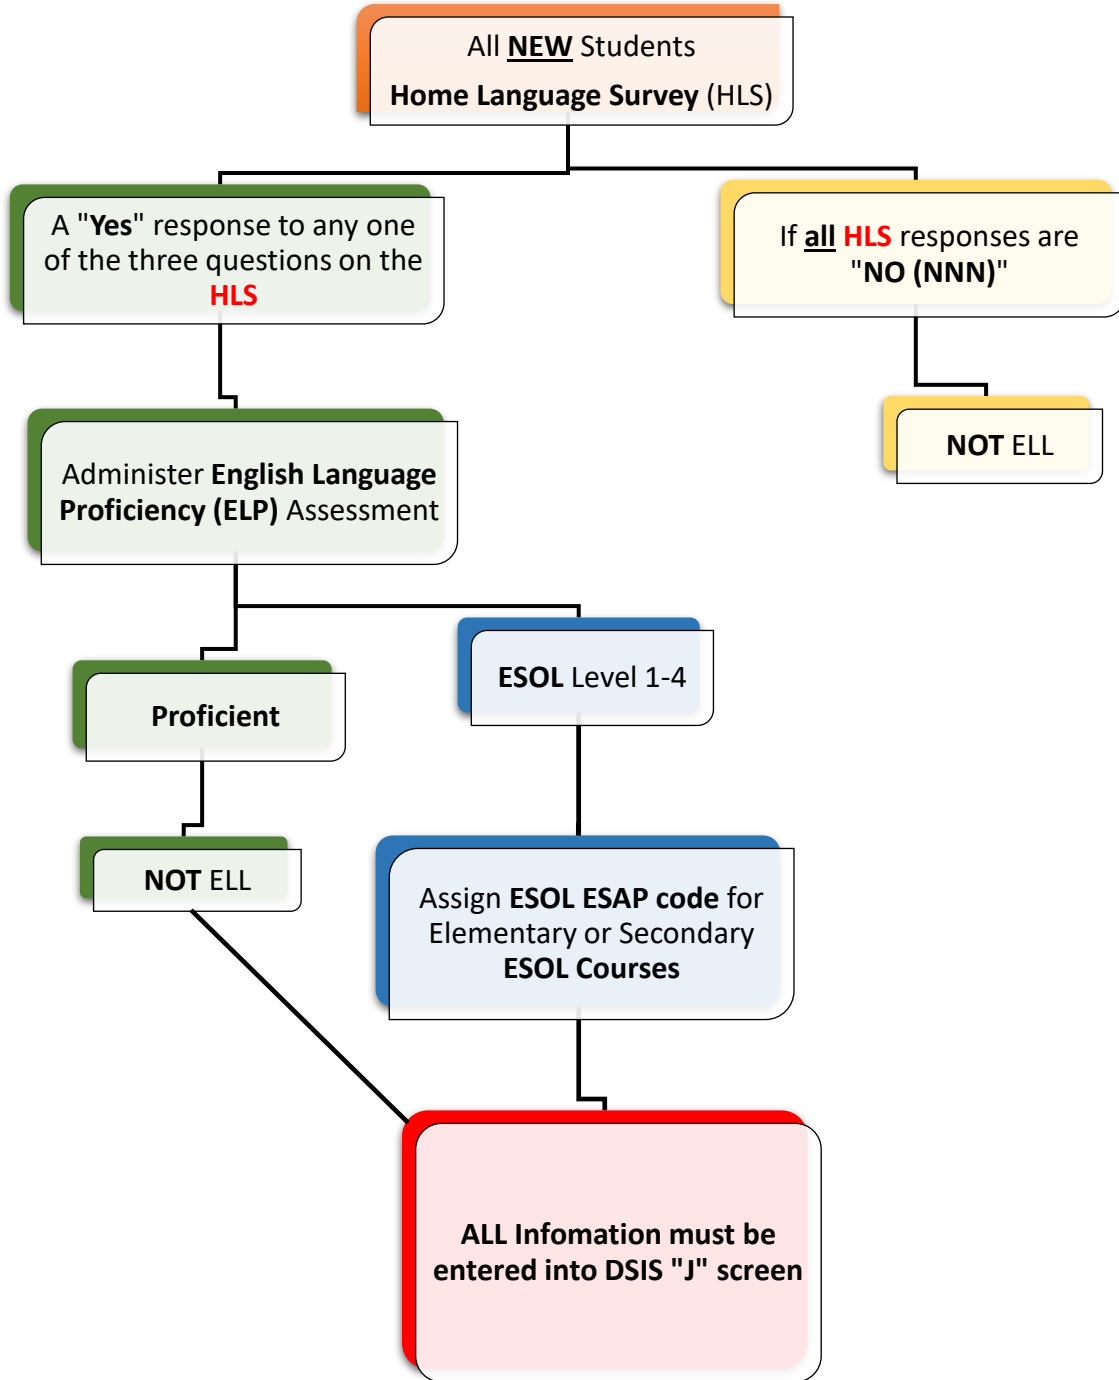 All NEW Students
Home Language Survey (HLS)
A "Yes" response to any one
of the three questions on the
HLS
If all HLS responses are
"NO (NNN)"
NOT ELL
Administer English Language
Proficiency (ELP) Assessment
ESOL Level 1-4
Proficient
NOT ELL
Assign ESOL ESAP code for
Elementary or Secondary
ESOL Courses
ALL Infomation must be
entered into DSIS "J" screen